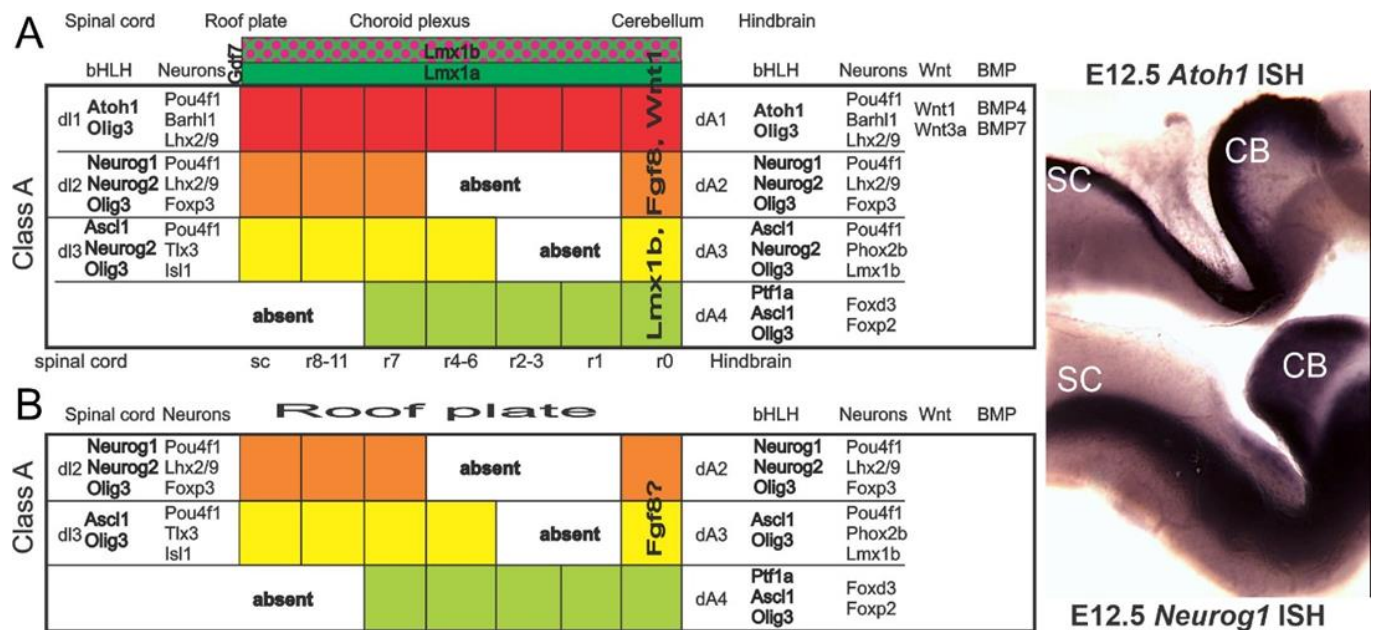 A
Spinal cord Roof plate Choroid plexus Cerebellum Hindbrain
Gdf7
Lmx1b
Lmx1a
bHLH Neurons bHLH Neurons Wnt BMP
Class A
dI1 Atoh1 Olig3 Pou4f1 Barhl1 Lhx2/9 dA1 Atoh1 Olig3 Pou4f1 Barhl1 Lhx2/9 Wnt1 Wnt3a BMP4 BMP7
dI2 Neurog1 Neurog2 Olig3 Pou4f1 Lhx2/9 Foxp3 absent dA2 Neurog1 Neurog2 Olig3 Pou4f1 Lhx2/9 Foxp3
dI3 Ascl1 Neurog2 Olig3 Pou4f1 Tlx3 Isl1 absent dA3 Ascl1 Neurog2 Olig3 Pou4f1 Phox2b Lmx1b
absent dA4 Ptf1a Ascl1 Olig3 Foxd3 Foxp2
Lmx1b, Fgf8, Wnt1
spinal cord sc r8-11 r7 r4-6 r2-3 r1 r0 Hindbrain
B
Spinal cord Neurons Roof plate bHLH Neurons Wnt BMP
Class A
dI2 Neurog1 Neurog2 Olig3 Pou4f1 Lhx2/9 Foxp3 absent dA2 Neurog1 Neurog2 Olig3 Pou4f1 Lhx2/9 Foxp3
dI3 Ascl1 Olig3 Pou4f1 Tlx3 Isl1 absent dA3 Ascl1 Olig3 Pou4f1 Phox2b Lmx1b
absent dA4 Ptf1a Ascl1 Olig3 Foxd3 Foxp2
Fgf8?
E12.5 Atoh1 ISH
CB
SC
CB
SC
E12.5 Neurog1 ISH